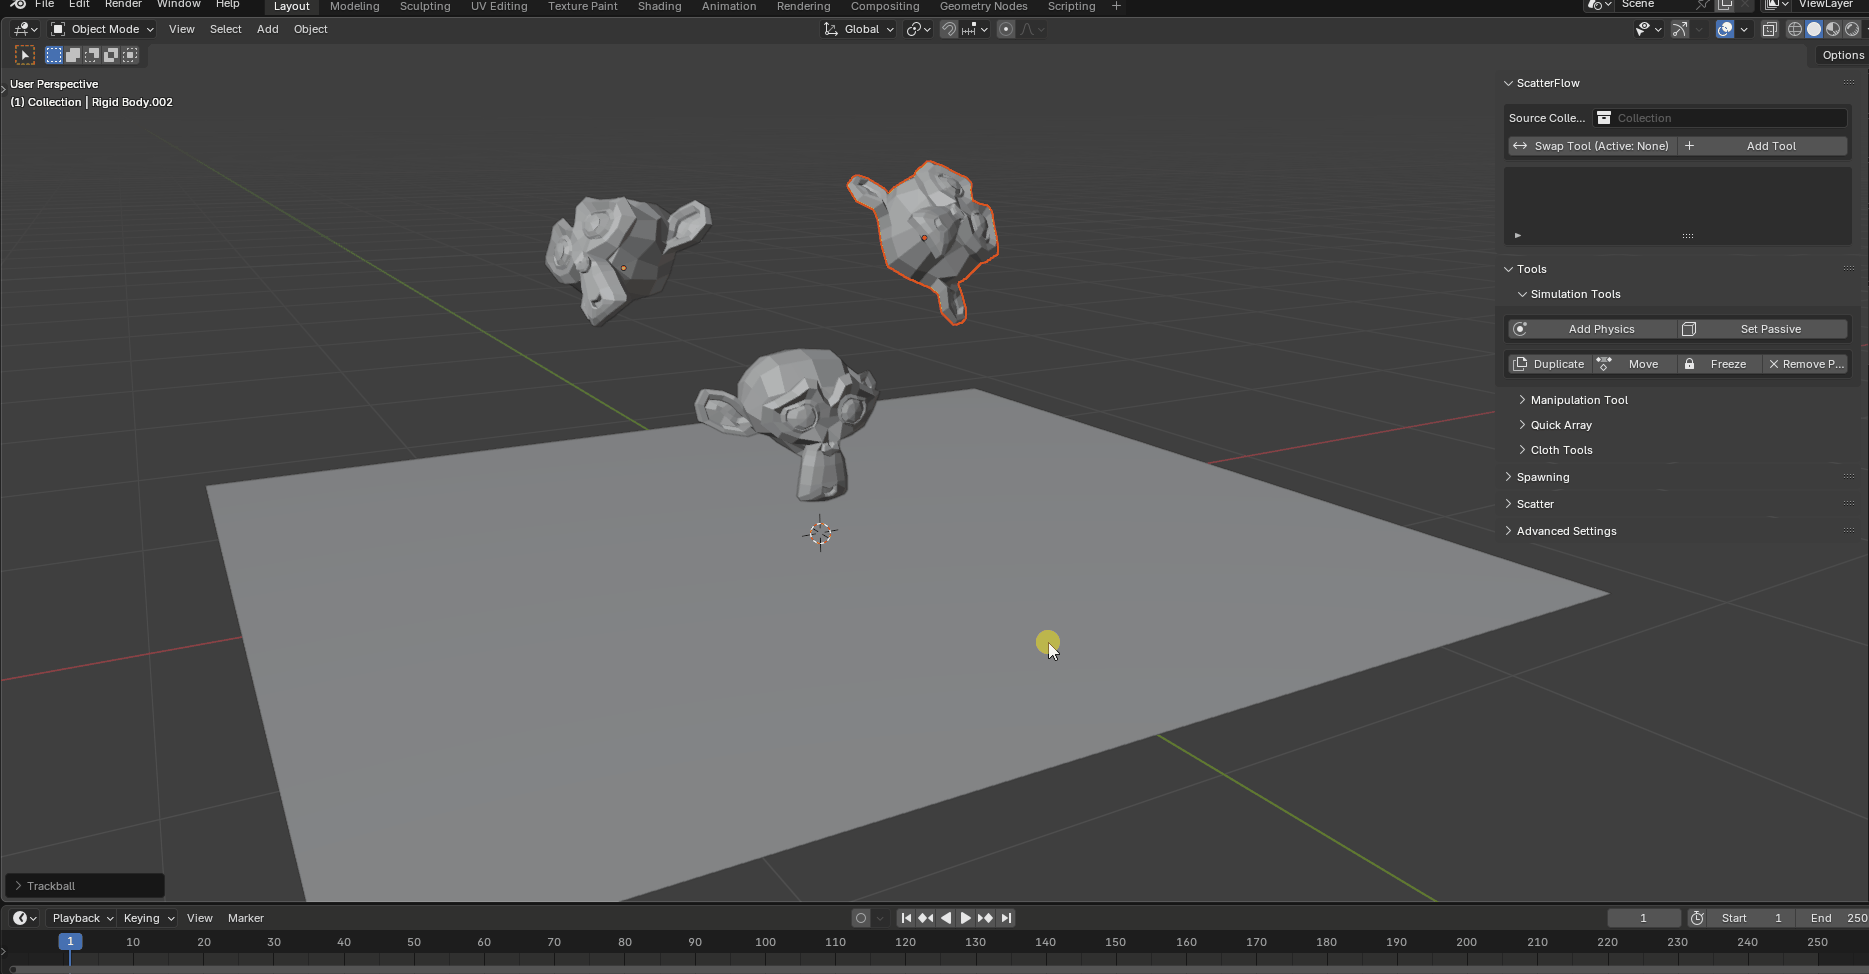 File Edit Render Window Help Layout Modeling Sculpting UV Editing Texture Paint Shading Animation Rendering Compositing Geometry Nodes Scripting + Scene ViewLayer
Object Mode View Select Add Object Global
Options
User Perspective
(1) Collection | Rigid Body.002
ScatterFlow
Source Colle... Collection
Swap Tool (Active: None) Add Tool
Tools
Simulation Tools
Add Physics Set Passive
Duplicate Move Freeze Remove P...
Manipulation Tool
Quick Array
Cloth Tools
Spawning
Scatter
Advanced Settings
Trackball
Playback Keying View Marker 1 Start 1 End 250
1 10 20 30 40 50 60 70 80 90 100 110 120 130 140 150 160 170 180 190 200 210 220 230 240 250